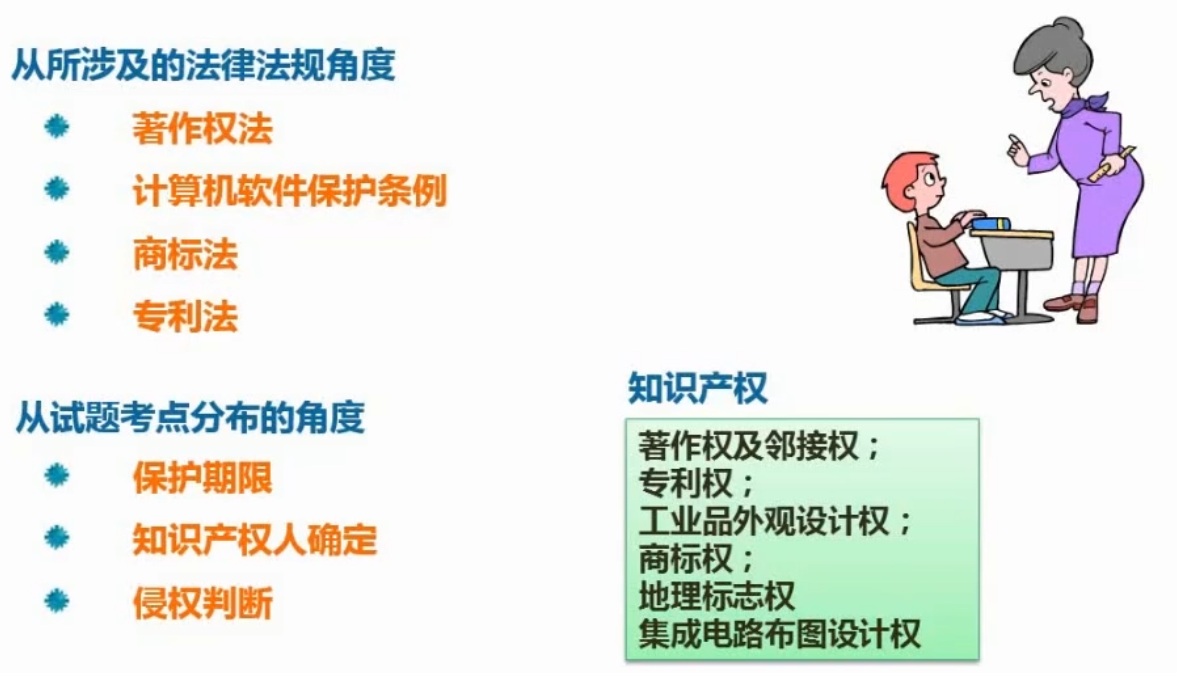 从所涉及的法律法规角度
著作权法
计算机软件保护条例
商标法
专利法
从试题考点分布的角度
保护期限
知识产权人确定
侵权判断
知识产权
著作权及邻接权；
专利权；
工业品外观设计权；
商标权；
地理标志权
集成电路布图设计权